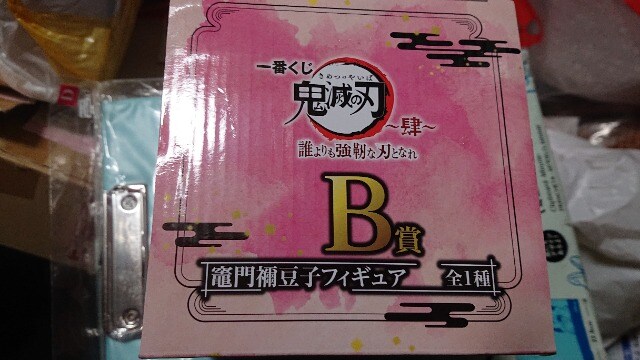 一番くじ
きめつのやいば
鬼滅の刃
~肆~
誰よりも強靭な刃となれ
B賞
竈門禰豆子フィギュア 全1種